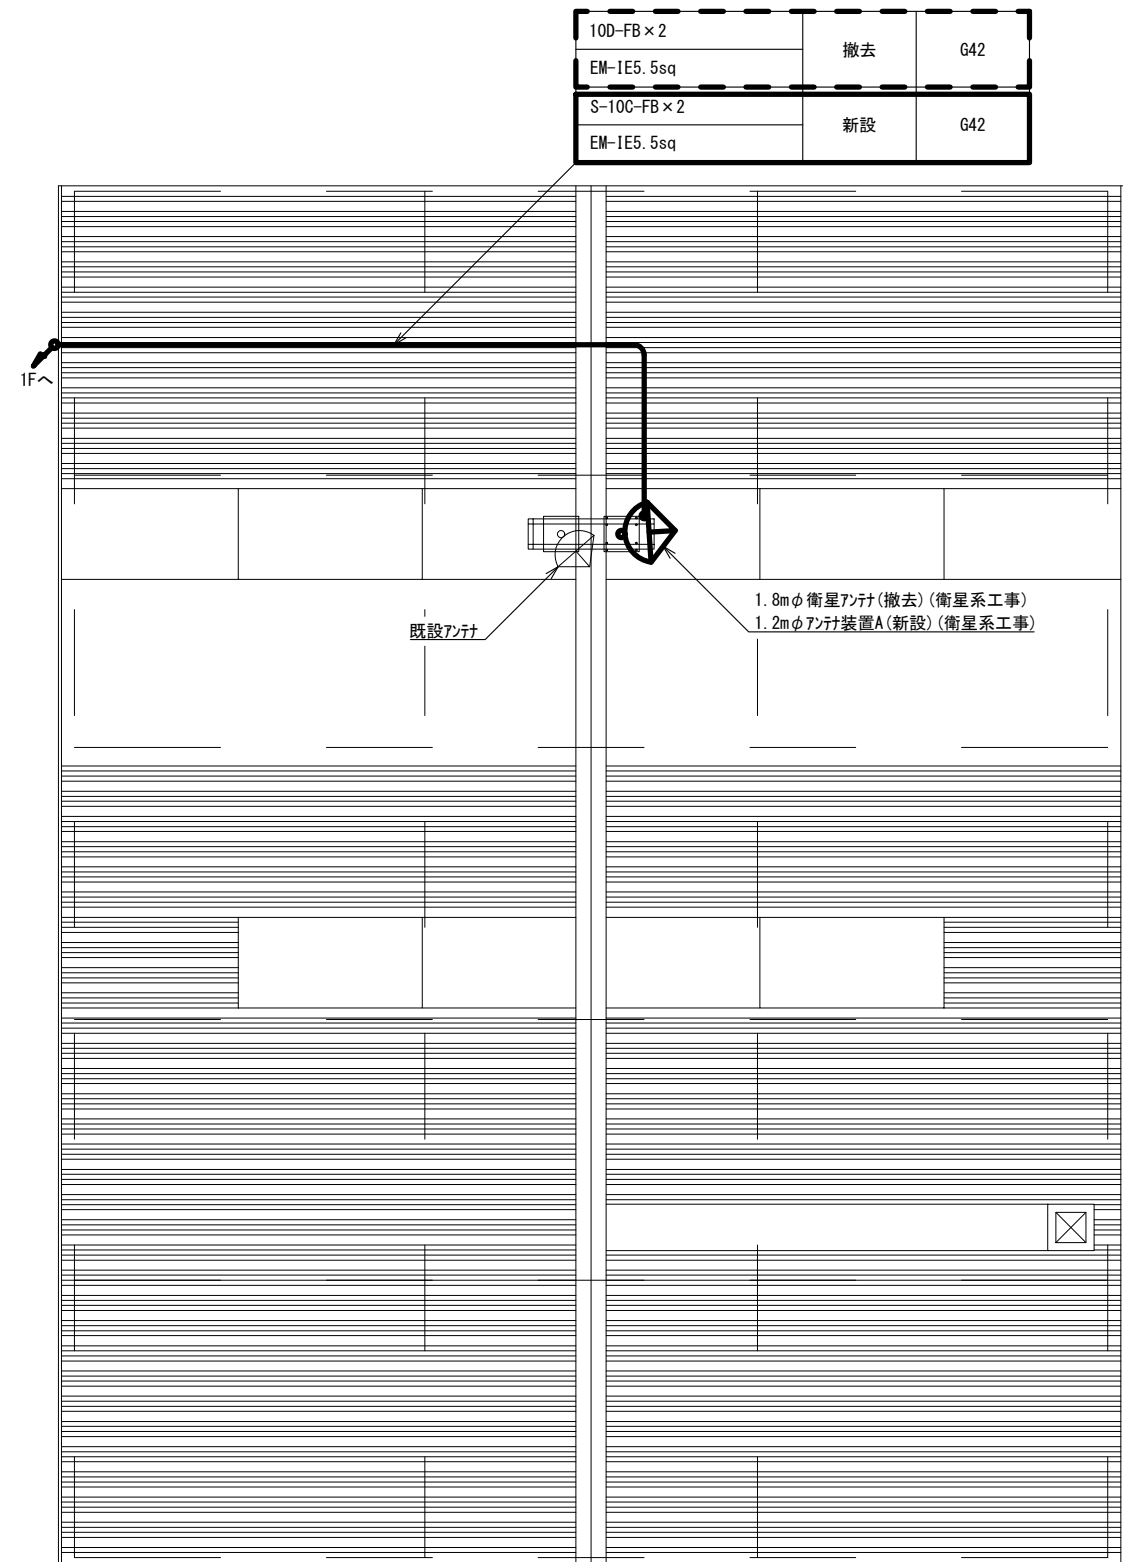 10D-FB×2
撤去
G42
EM-IE5.5sq
S-10C-FB×2
新設
G42
EM-IE5.5sq
1Fへ
1.8mφ衛星ｱﾝﾃﾅ(撤去)(衛星系工事)
1.2mφｱﾝﾃﾅ装置A(新設)(衛星系工事)
既設ｱﾝﾃﾅ